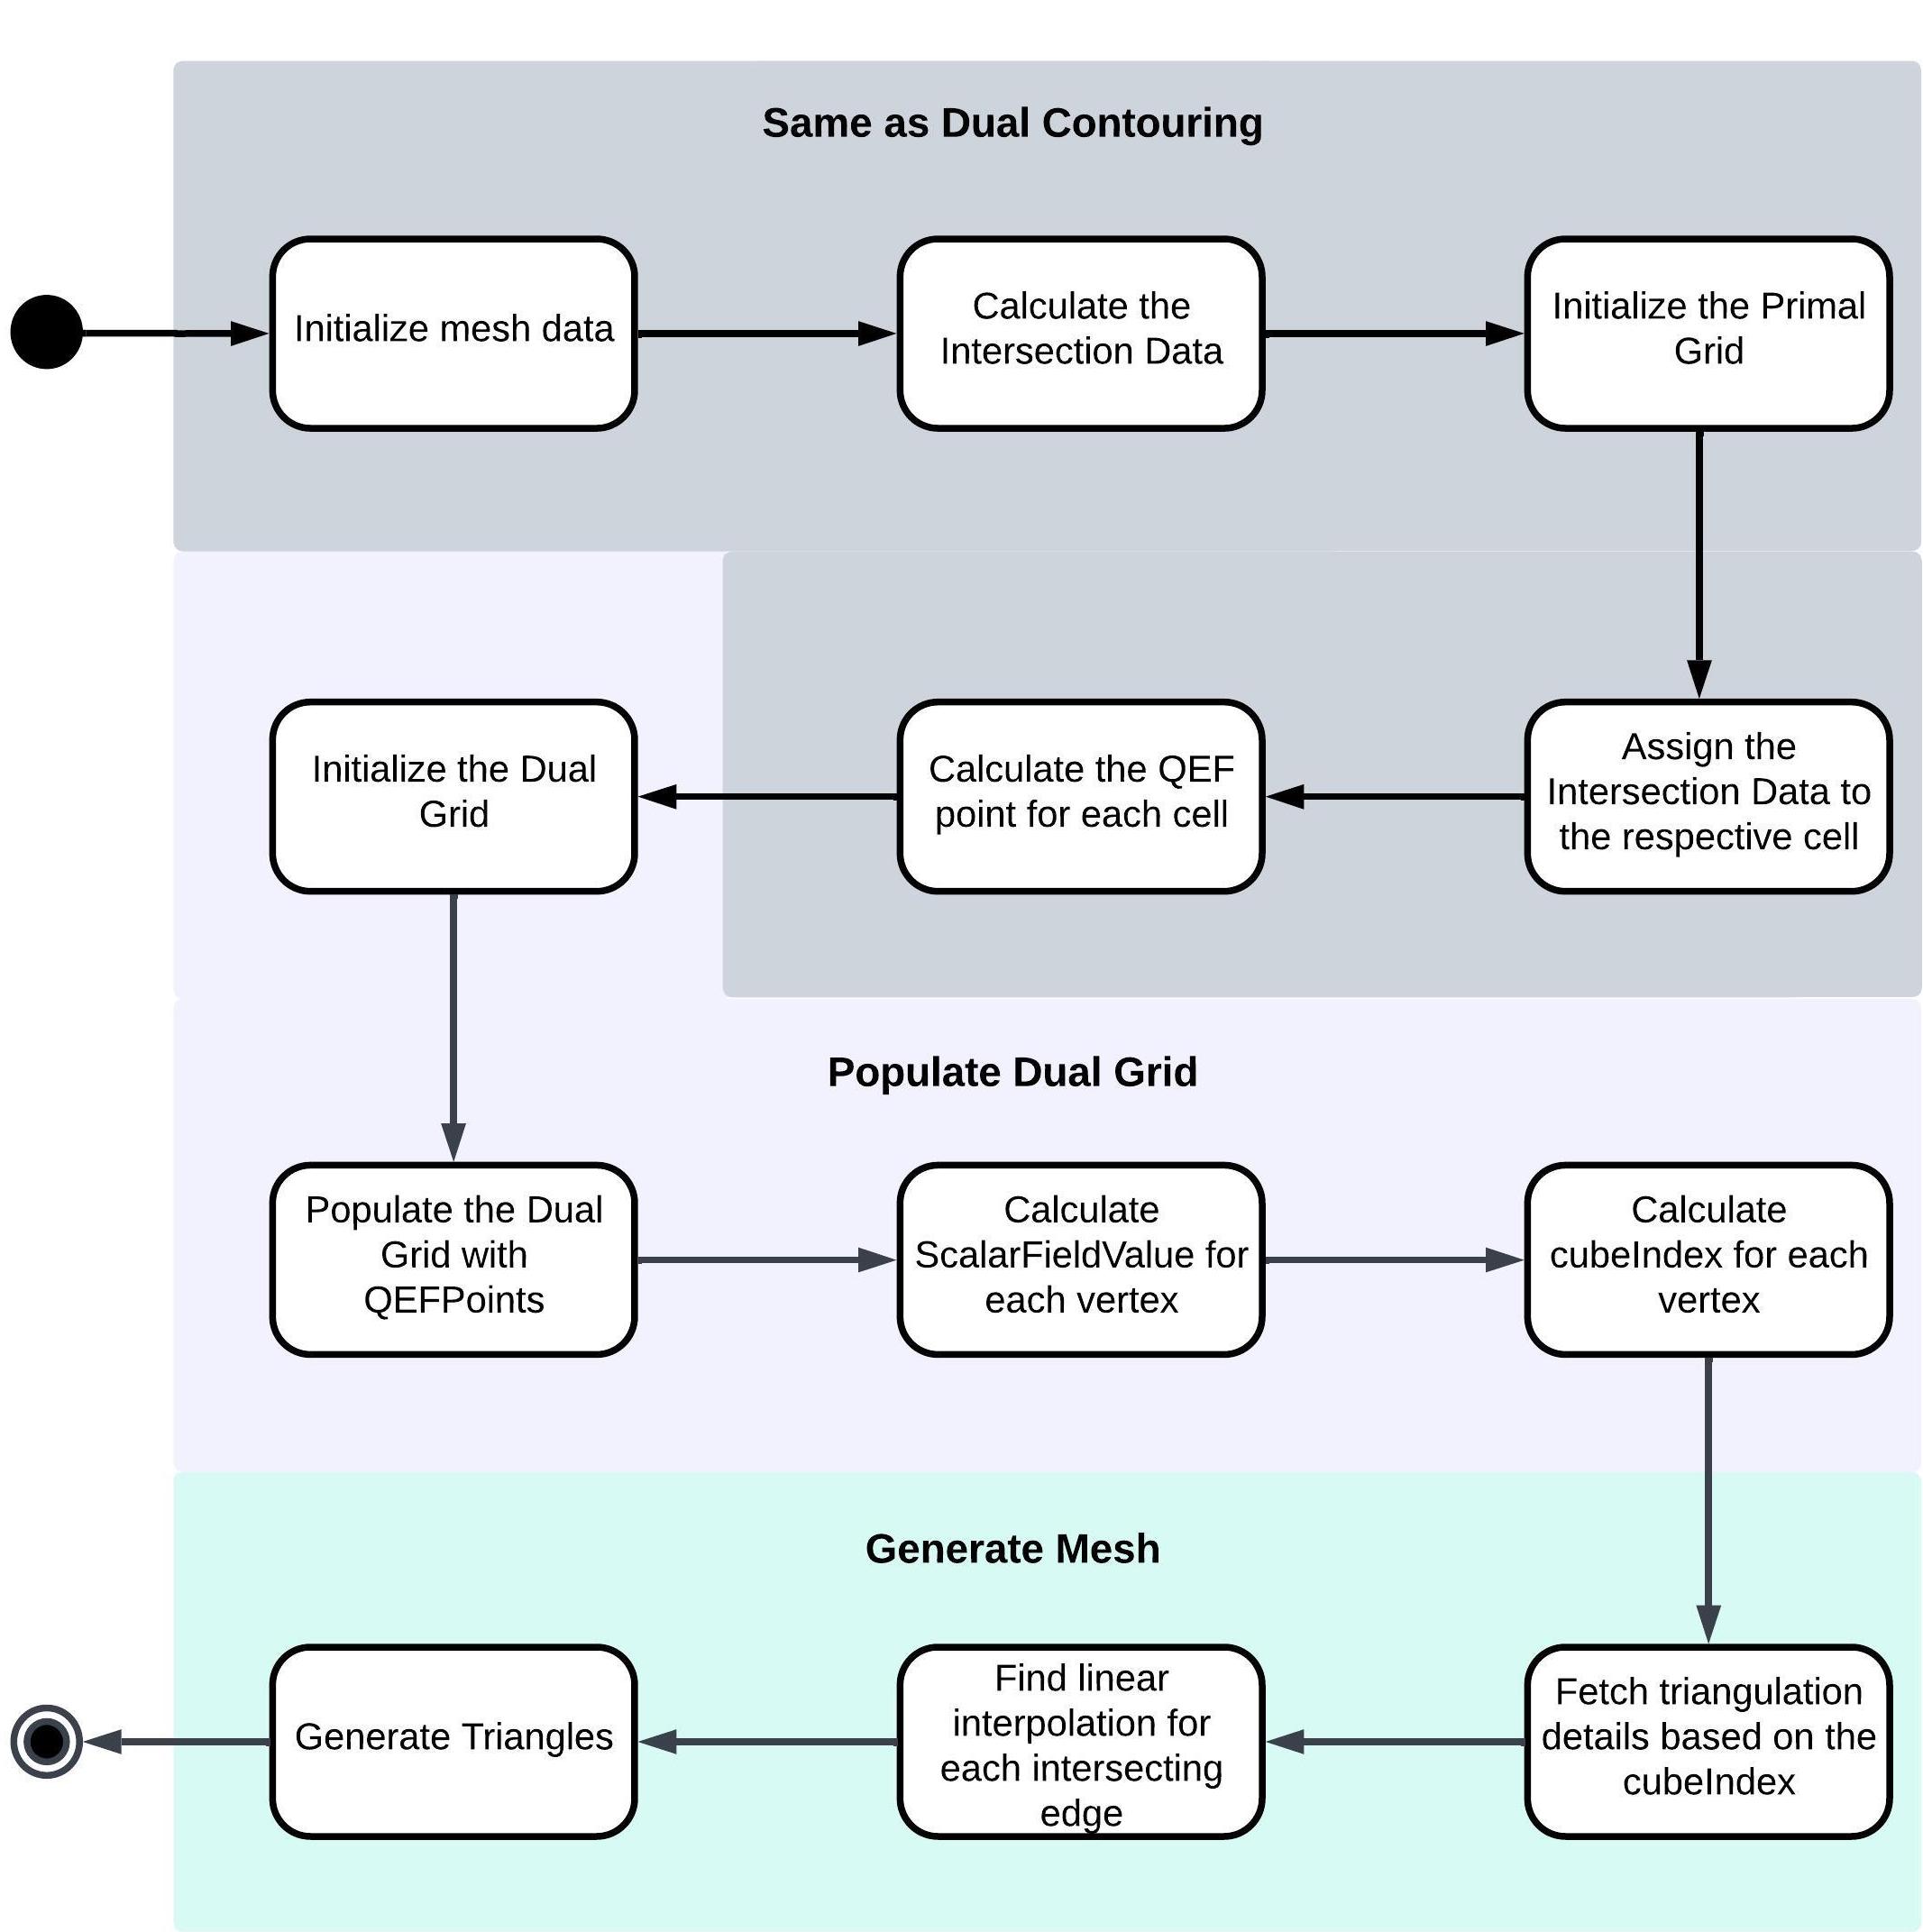 Same as Dual Contouring
Initialize mesh data
Calculate the
Intersection Data
Initialize the Primal
Grid
Assign the
Intersection Data to
the respective cell
Calculate the QEF
point for each cell
Initialize the Dual
Grid
Populate Dual Grid
Populate the Dual
Grid with
QEFPoints
Calculate
ScalarFieldValue for
each vertex
Calculate
cubeIndex for each
vertex
Generate Mesh
Fetch triangulation
details based on the
cubeIndex
Find linear
interpolation for
each intersecting
edge
Generate Triangles